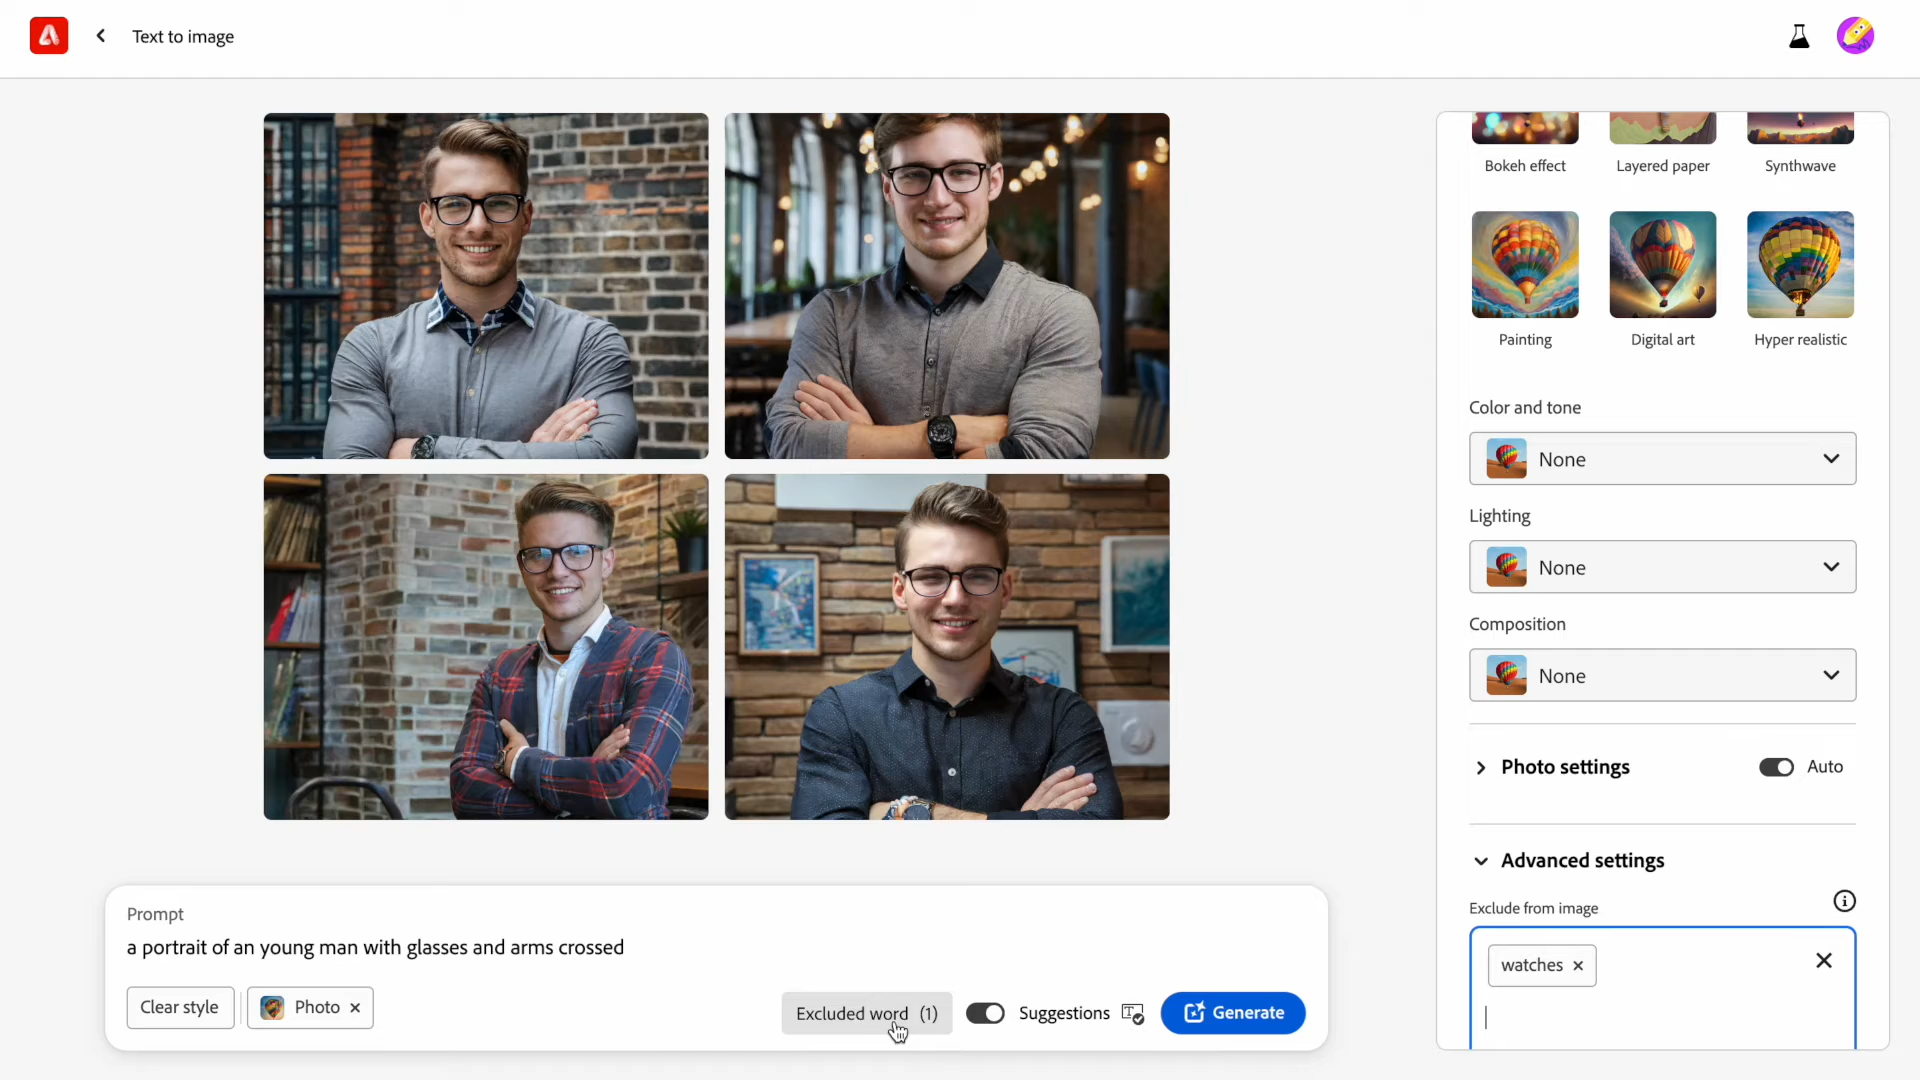 Text to image
Bokeh effect
Layered paper
Synthwave
Painting
Digital art
Hyper realistic
Color and tone
None
Lighting
None
Composition
None
Photo settings
Auto
Advanced settings
Exclude from image
watches
Prompt
a portrait of an young man with glasses and arms crossed
Clear style
Photo
Excluded word (1)
Suggestions
Generate